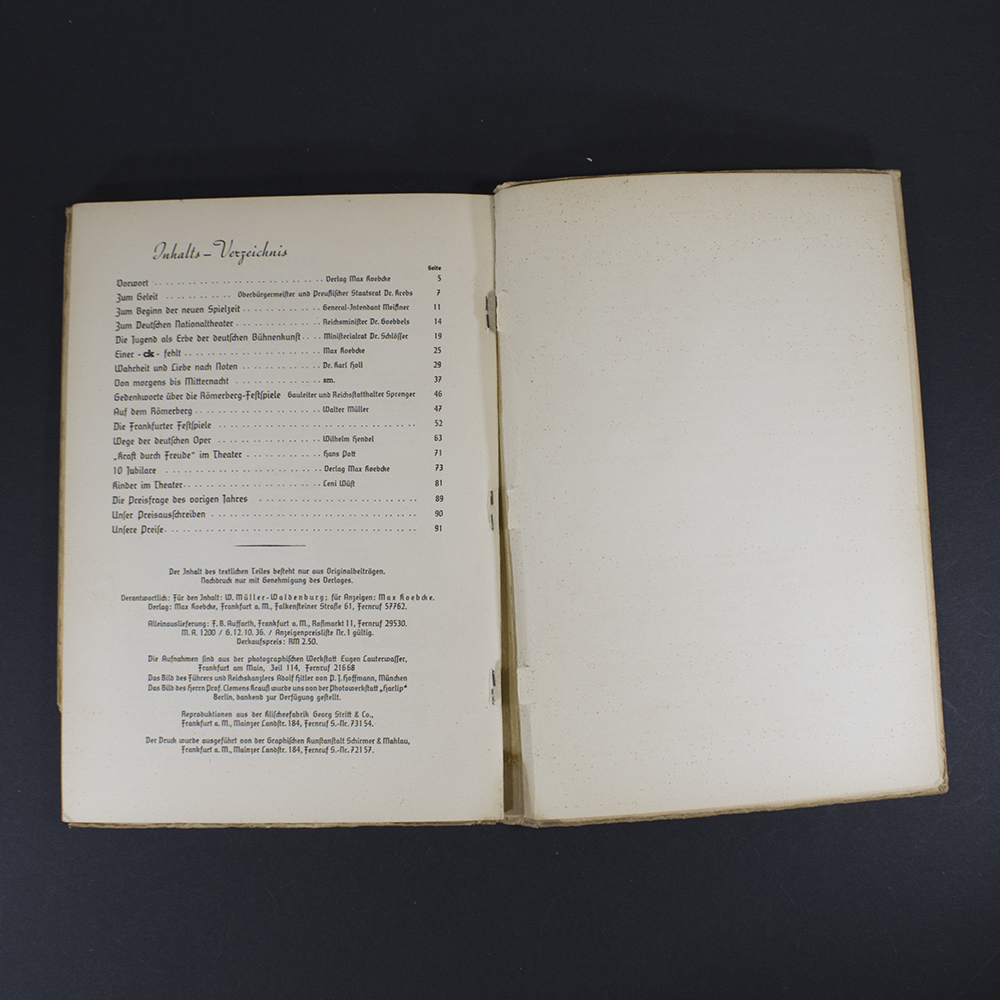 Inhalts-Verzeichnis
Seite
Vorwort . . . . . . . . . . . . . . . . . . . . . . . . . . . Verlag Max Koebcke 5
Zum Geleit . . . . . . . . . . Oberbürgermeister und Preußischer Staatsrat Dr. Krebs 7
Zum Beginn der neuen Spielzeit . . . . . . . . . . . . General-Intendant Meißner 11
Zum Deutschen Nationaltheater . . . . . . . . . . . . . Reichsminister Dr. Goebbels 14
Die Jugend als Erbe der deutschen Bühnenkunst . . . Ministerialrat Dr. Schlösser 19
Einer - ck - fehlt . . . . . . . . . . . . . . . . . . . . Max Koebcke 25
Wahrheit und Liebe nach Noten . . . . . . . . . . . . Dr. Karl Holl 29
Von morgens bis Mitternacht . . . . . . . . . . . . . sm. 37
Gedenkworte über die Römerberg-Festspiele Gauleiter und Reichsstatthalter Sprenger 46
Auf dem Römerberg . . . . . . . . . . . . . . . . . . . Walter Müller 47
Die Frankfurter Festspiele . . . . . . . . . . . . . . . . . . . . . . . . . . . . . 52
Wege der deutschen Oper . . . . . . . . . . . . . . . . Wilhelm Hendel 63
„Kraft durch Freude" im Theater . . . . . . . . . . . Hans Pott 71
10 Jubilare . . . . . . . . . . . . . . . . . . . . . . . Verlag Max Koebcke 73
Kinder im Theater . . . . . . . . . . . . . . . . . . . . Leni Wüst 81
Die Preisfrage des vorigen Jahres . . . . . . . . . . . . . . . . . . . . . . . 89
Unser Preisausschreiben . . . . . . . . . . . . . . . . . . . . . . . . . . . . . . 90
Unsere Preise . . . . . . . . . . . . . . . . . . . . . . . . . . . . . . . . . . . . 91
Der Inhalt des textlichen Teiles besteht nur aus Originalbeiträgen.
Nachdruck nur mit Genehmigung des Verlages.
Verantwortlich: Für den Inhalt: W. Müller-Waldenburg; für Anzeigen: Max Koebcke.
Verlag: Max Koebcke, Frankfurt a. M., Falkensteiner Straße 61, Fernruf 57762.
Alleinauslieferung: F. B. Auffarth, Frankfurt a. M., Roßmarkt 11, Fernruf 29530.
M. A. 1200 / 6. 12. 10. 36. / Anzeigenpreisliste Nr. 1 gültig.
Verkaufspreis: RM 2.50.
Die Aufnahmen sind aus der photographischen Werkstatt Eugen Lauterwasser,
Frankfurt am Main, Zeil 114, Fernruf 21668
Das Bild des Führers und Reichskanzlers Adolf Hitler von P. J. Hoffmann, München
Das Bild des Herrn Prof. Clemens Krauß wurde uns von der Photowerkstatt „Harlip"
Berlin, dankend zur Verfügung gestellt.
Reproduktionen aus der Klischeefabrik Georg Stritt & Co.,
Frankfurt a. M., Mainzer Landstr. 184, Fernruf S.-Nr. 73154.
Der Druck wurde ausgeführt von der Graphischen Kunstanstalt Schirmer & Mahlau,
Frankfurt a. M., Mainzer Landstr. 184, Fernruf S.-Nr. 72157.